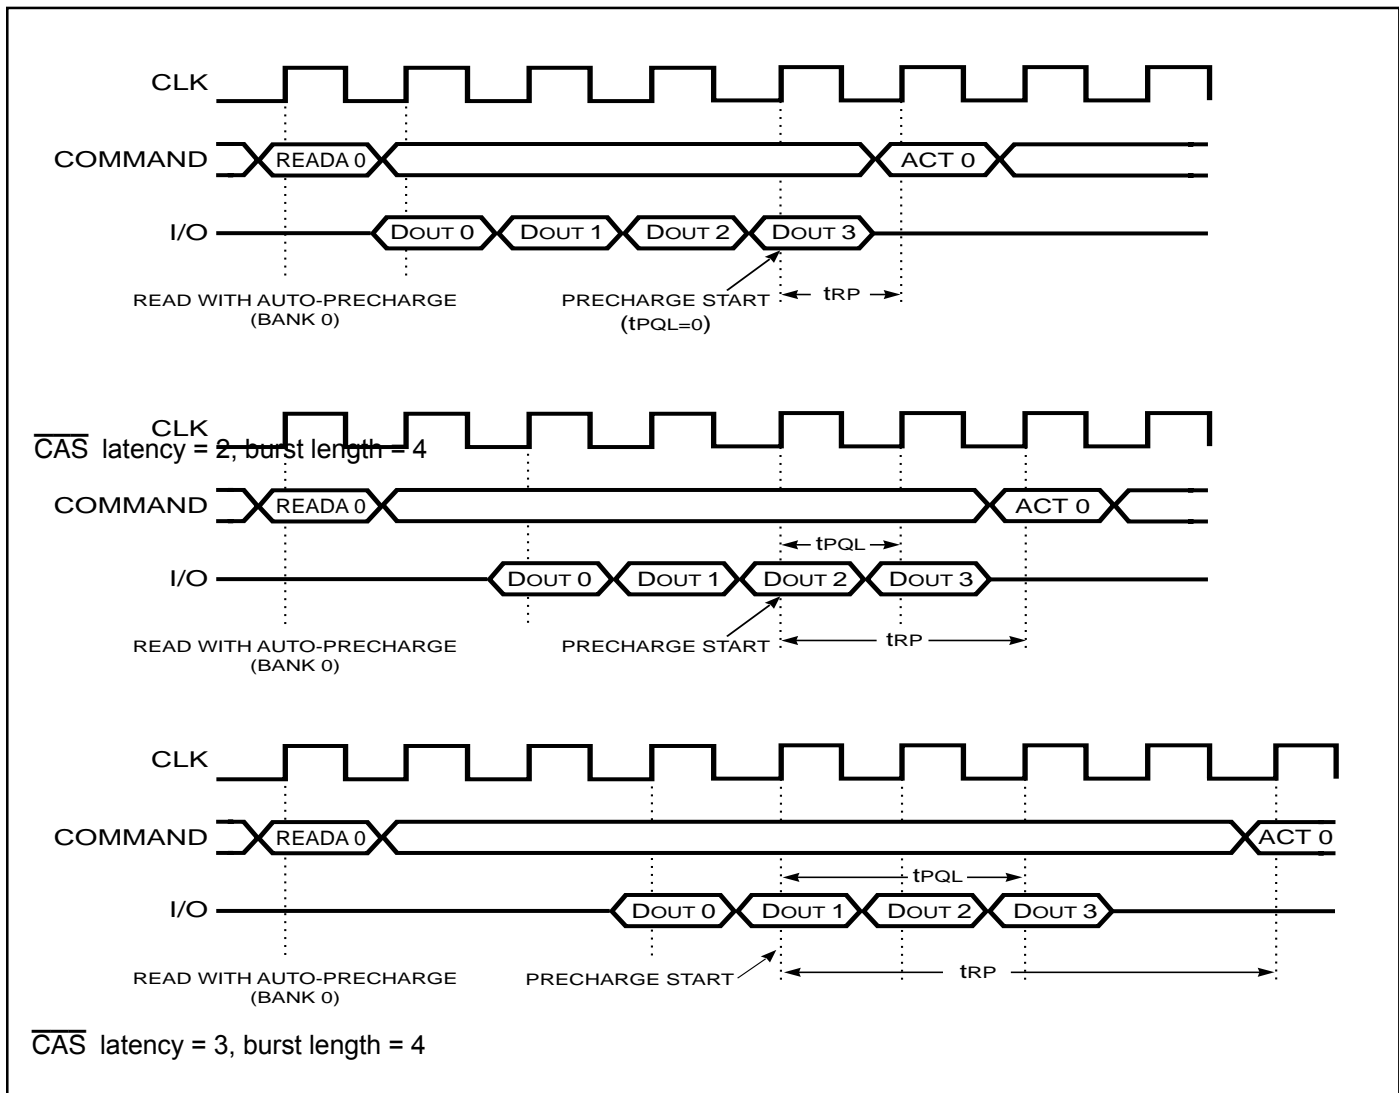 CLK
COMMAND READA 0 ACT 0
I/O DOUT 0 DOUT 1 DOUT 2 DOUT 3
READ WITH AUTO-PRECHARGE PRECHARGE START tRP
(BANK 0) (tPQL=0)
CLK
CAS latency = 2, burst length = 4
COMMAND READA 0 ACT 0
tPQL
I/O DOUT 0 DOUT 1 DOUT 2 DOUT 3
READ WITH AUTO-PRECHARGE PRECHARGE START tRP
(BANK 0)
CLK
COMMAND READA 0 ACT 0
tPQL
I/O DOUT 0 DOUT 1 DOUT 2 DOUT 3
READ WITH AUTO-PRECHARGE PRECHARGE START tRP
(BANK 0)
CAS latency = 3, burst length = 4